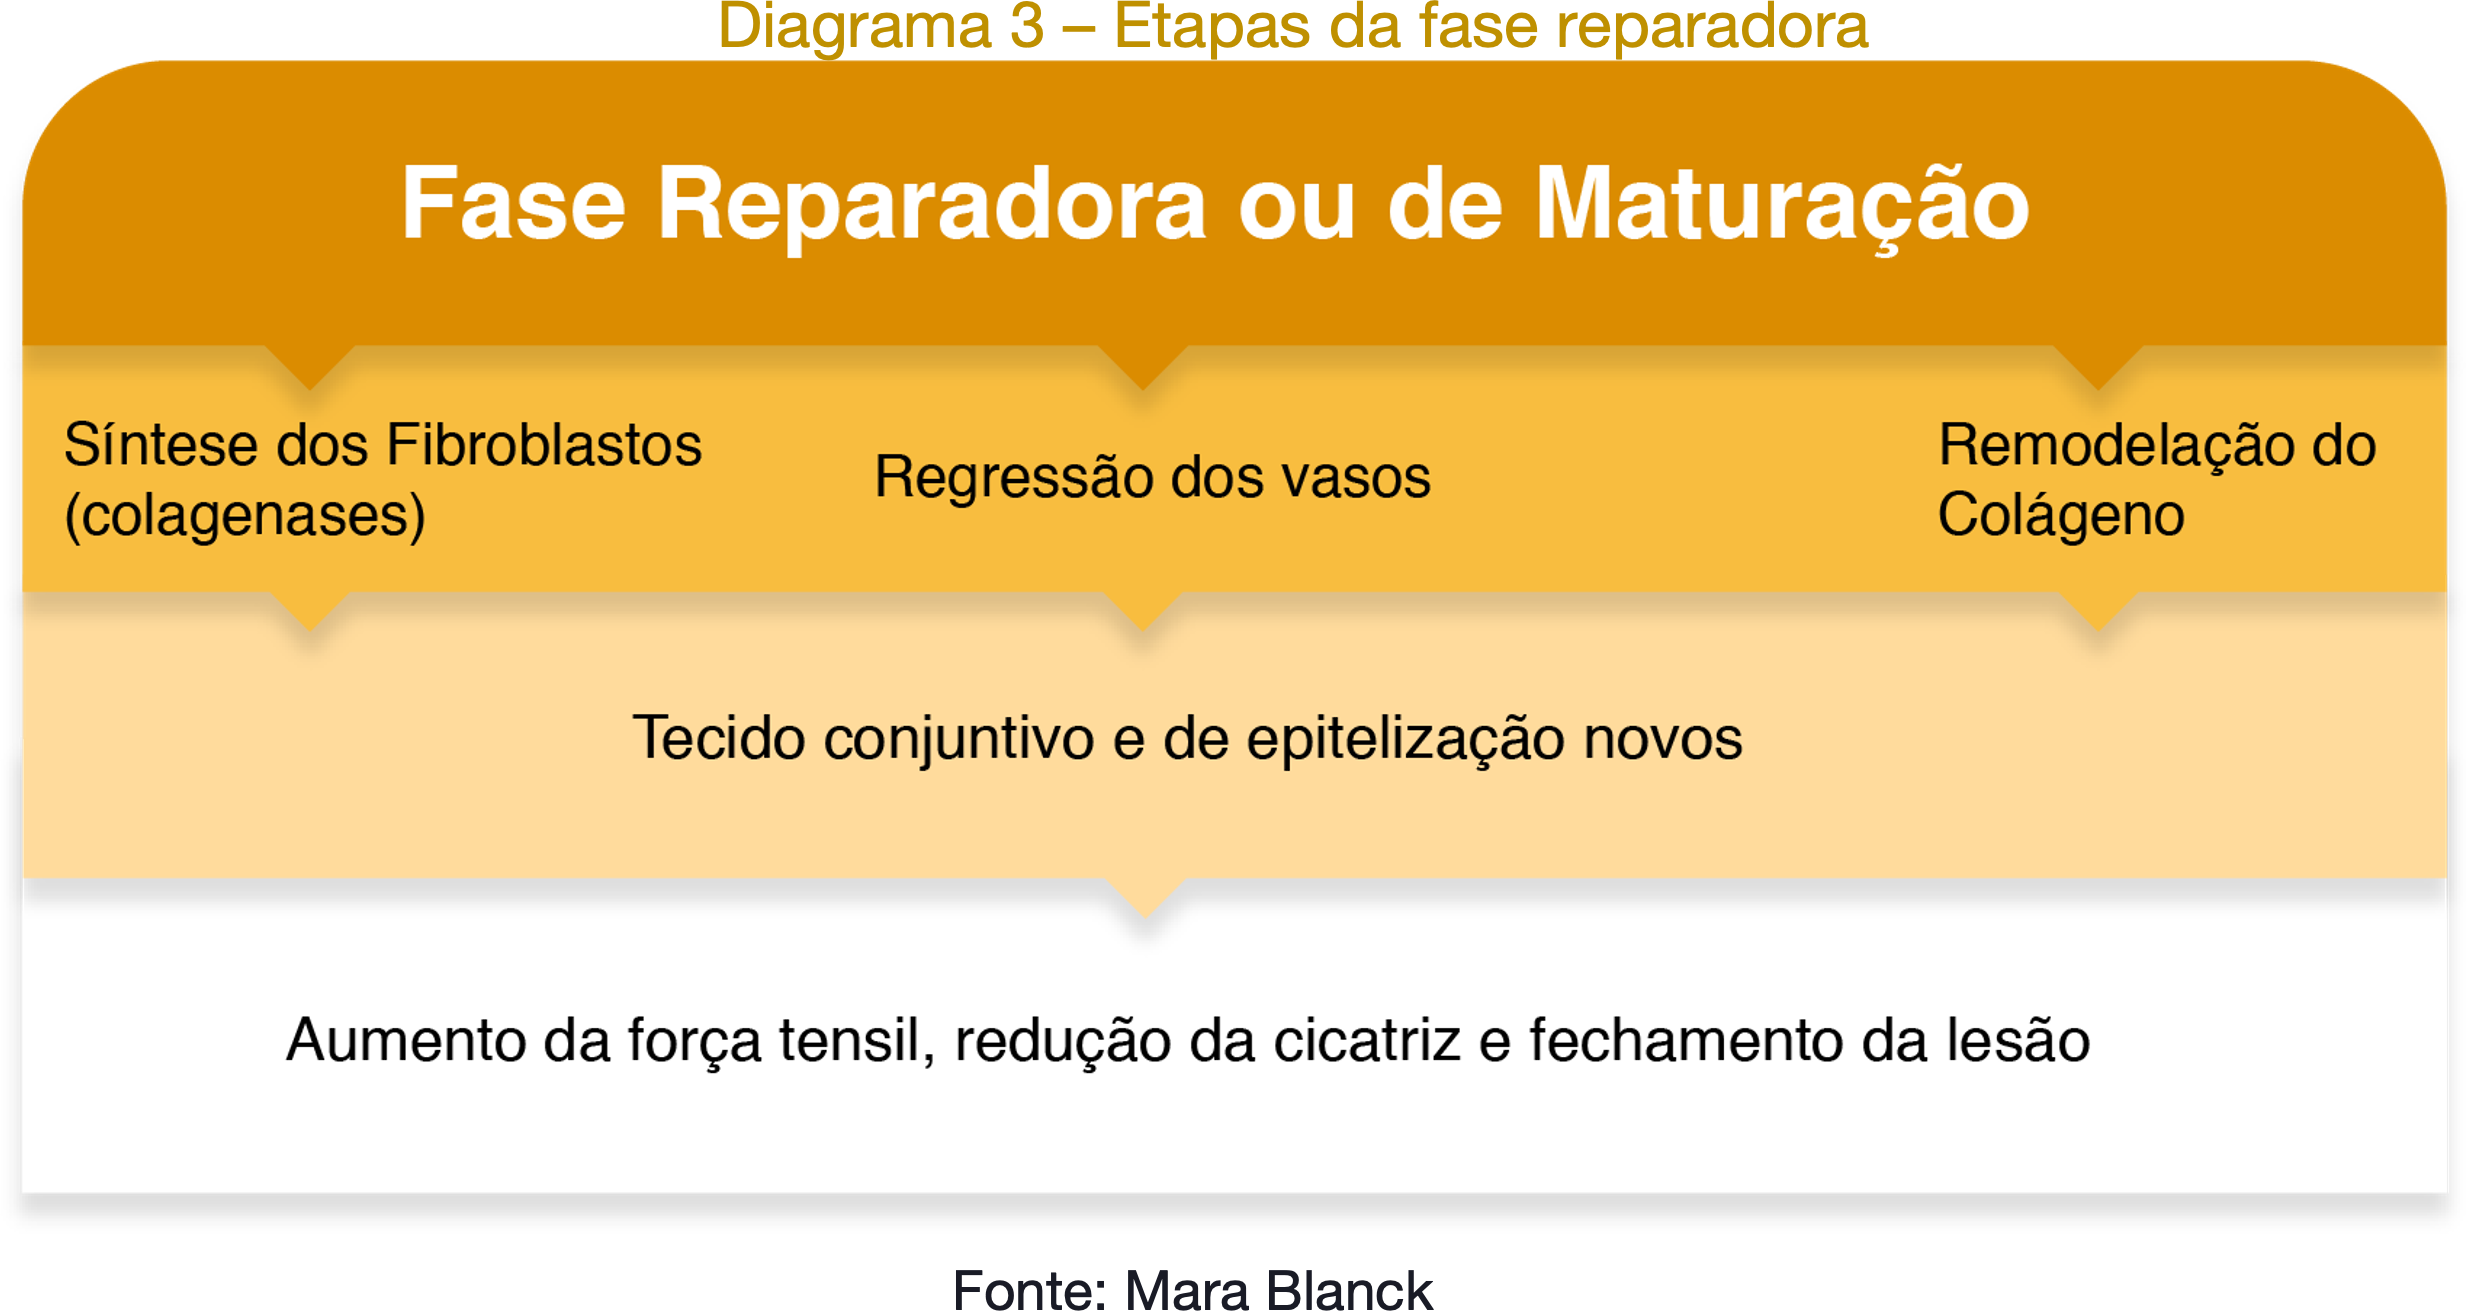 Diagrama 3 – Etapas da fase reparadora
Fase Reparadora ou de Maturação
Síntese dos Fibroblastos
(colagenases)
Regressão dos vasos
Remodelação do
Colágeno
Tecido conjuntivo e de epitelização novos
Aumento da força tensil, redução da cicatriz e fechamento da lesão
Fonte: Mara Blanck